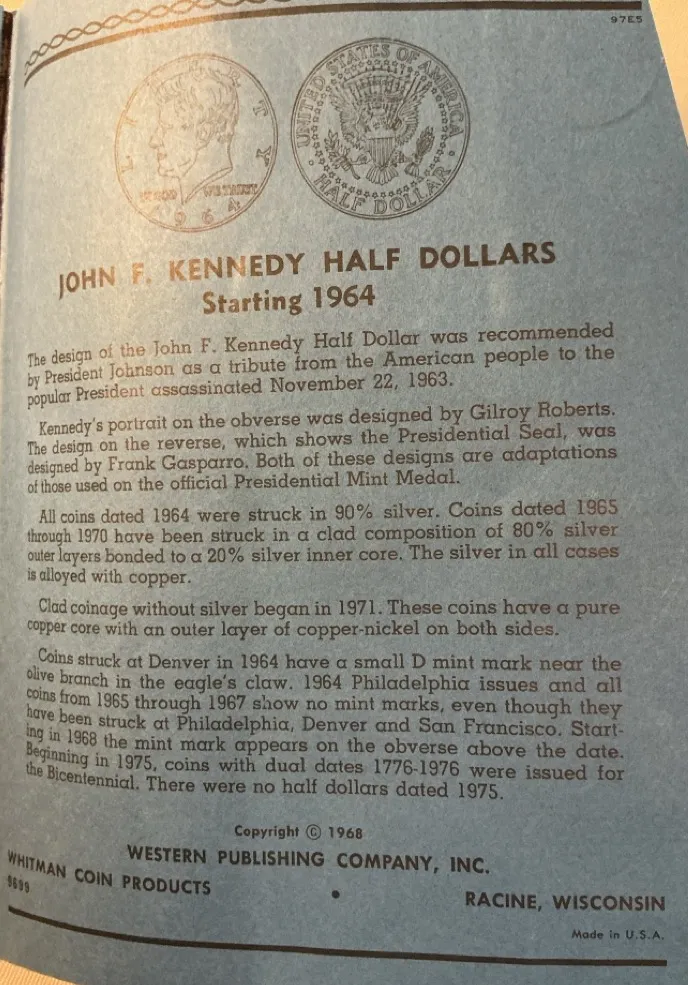 97E5
LIBERTY
IN GOD WE TRUST
1964
UNITED STATES OF AMERICA
HALF DOLLAR
JOHN F. KENNEDY HALF DOLLARS
Starting 1964
The design of the John F. Kennedy Half Dollar was recommended
by President Johnson as a tribute from the American people to the
popular President assassinated November 22, 1963.
Kennedy's portrait on the obverse was designed by Gilroy Roberts.
The design on the reverse, which shows the Presidential Seal, was
designed by Frank Gasparro. Both of these designs are adaptations
of those used on the official Presidential Mint Medal.
All coins dated 1964 were struck in 90% silver. Coins dated 1965
through 1970 have been struck in a clad composition of 80% silver
outer layers bonded to a 20% silver inner core. The silver in all cases
is alloyed with copper.
Clad coinage without silver began in 1971. These coins have a pure
copper core with an outer layer of copper-nickel on both sides.
Coins struck at Denver in 1964 have a small D mint mark near the
olive branch in the eagle's claw. 1964 Philadelphia issues and all
coins from 1965 through 1967 show no mint marks, even though they
have been struck at Philadelphia, Denver and San Francisco. Start-
ing in 1968 the mint mark appears on the obverse above the date.
Beginning in 1975, coins with dual dates 1776-1976 were issued for
the Bicentennial. There were no half dollars dated 1975.
Copyright © 1968
WESTERN PUBLISHING COMPANY, INC.
WHITMAN COIN PRODUCTS • RACINE, WISCONSIN
9699
Made in U.S.A.